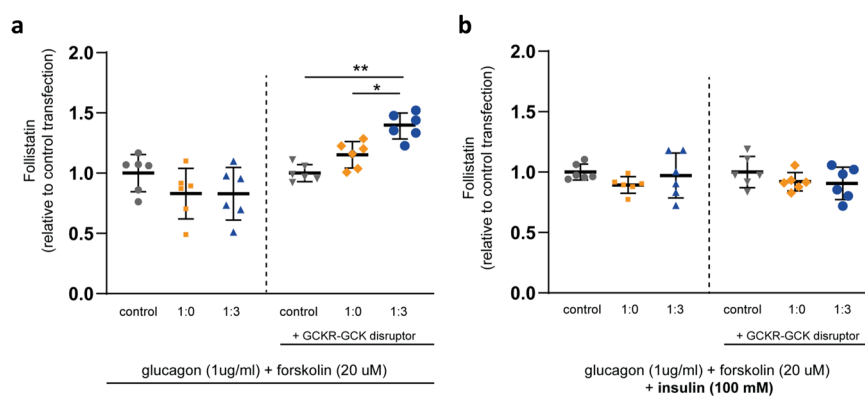 a
Follistatin
(relative to control transfection)
2.0
1.5
1.0
0.5
0.0
**
*
control 1:0 1:3 control 1:0 1:3
+ GCKR-GCK disruptor
glucagon (1ug/ml) + forskolin (20 uM)
b
Follistatin
(relative to control transfection)
2.0
1.5
1.0
0.5
0.0
control 1:0 1:3 control 1:0 1:3
+ GCKR-GCK disruptor
glucagon (1ug/ml) + forskolin (20 uM)
+ insulin (100 mM)